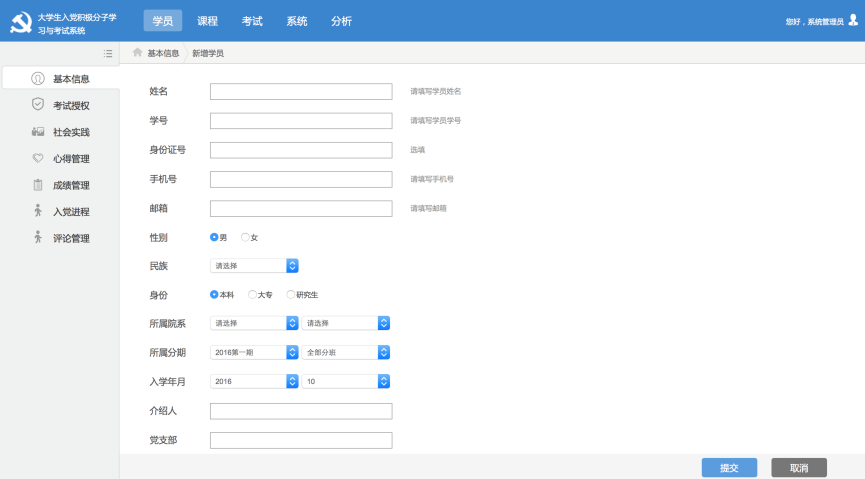 大学生入党积极分子学
习与考试系统
学员 课程 考试 系统 分析
您好，系统管理员
基本信息 新增学员
基本信息
考试授权
社会实践
心得管理
成绩管理
入党进程
评论管理
姓名 请填写学员姓名
学号 请填写学员学号
身份证号 选填
手机号 请填写手机号
邮箱 请填写邮箱
性别 男 女
民族 请选择
身份 本科 大专 研究生
所属院系 请选择 请选择
所属分期 2016第一期 全部分班
入学年月 2016 10
介绍人
党支部
提交 取消